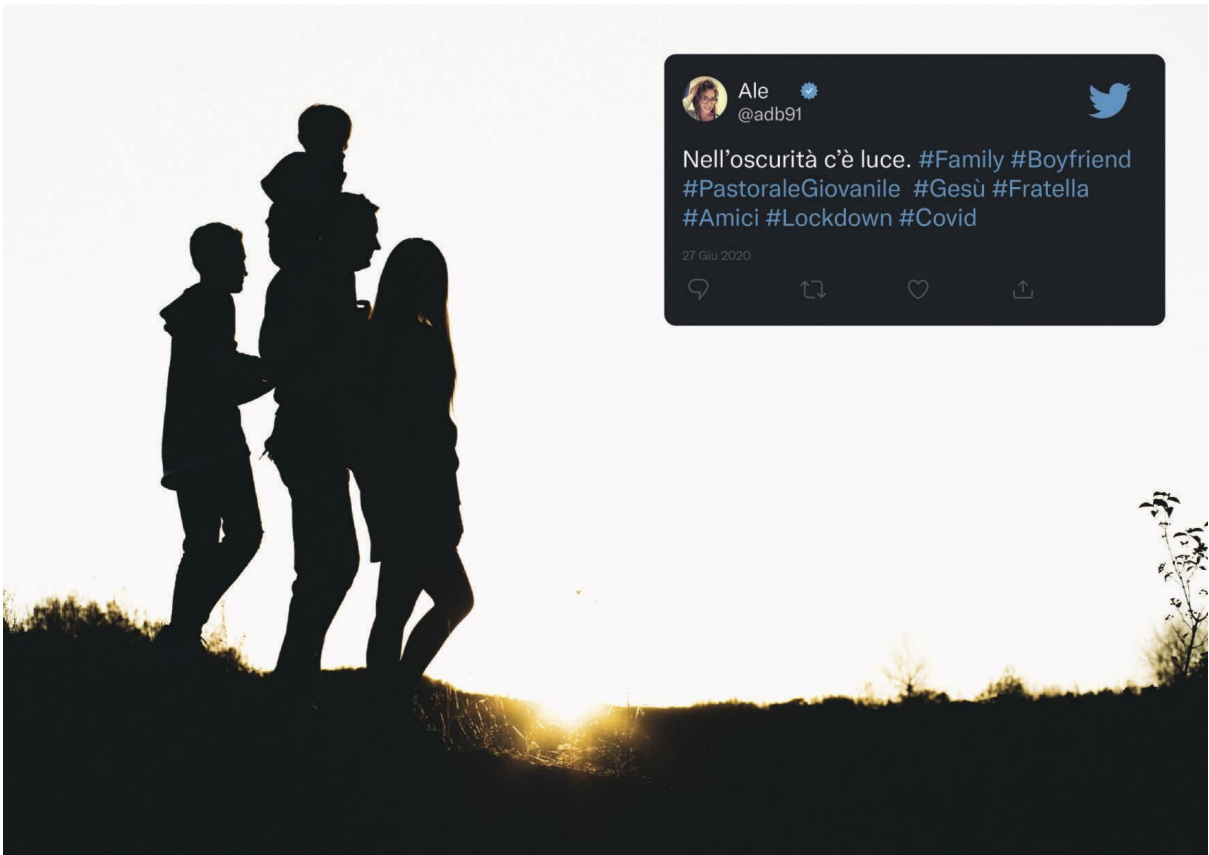 Ale
@adb91
Nell’oscurità c’è luce. #Family #Boyfriend
#PastoraleGiovanile #Gesù #Fratella
#Amici #Lockdown #Covid
27 Giu 2020